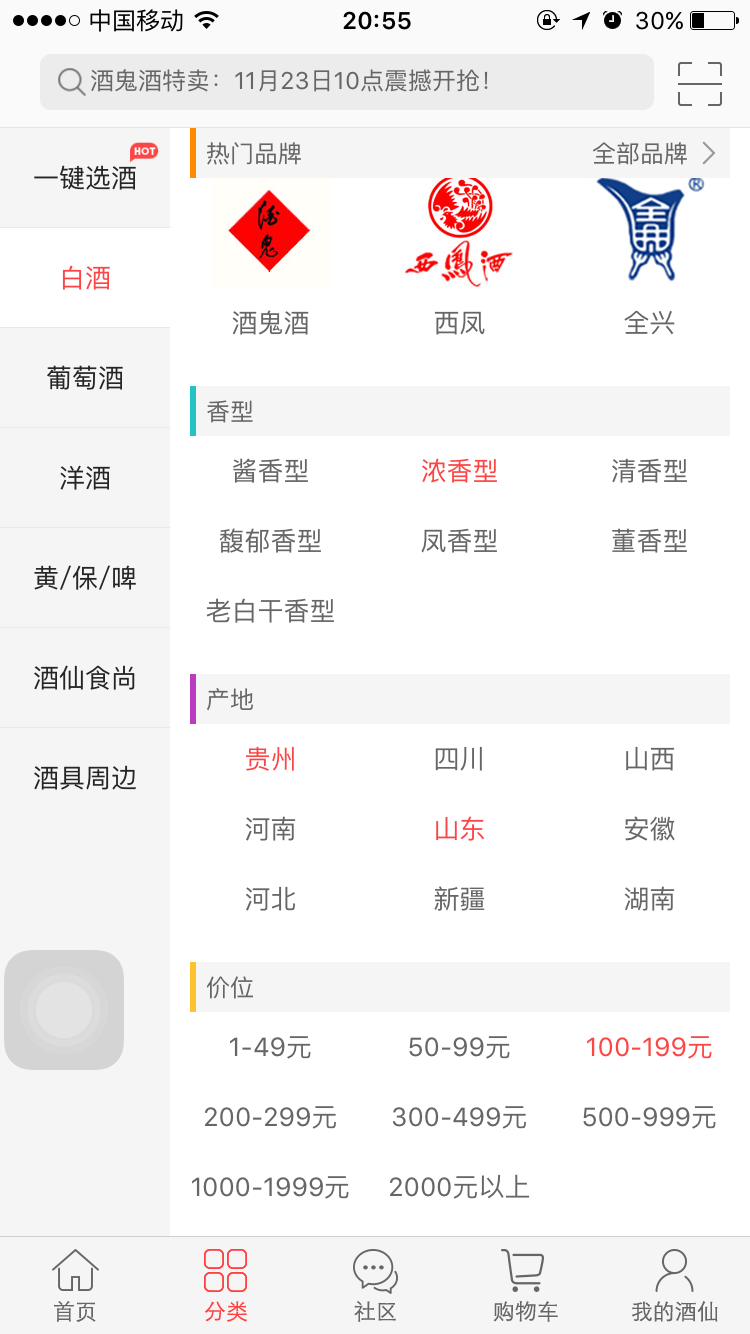 中国移动 20:55 30%
酒鬼酒特卖：11月23日10点震撼开抢！
一键选酒 HOT
白酒
葡萄酒
洋酒
黄/保/啤
酒仙食尚
酒具周边
热门品牌 全部品牌
酒鬼 西鳳酒 全興 ®
酒鬼酒 西凤 全兴
香型
酱香型 浓香型 清香型
馥郁香型 凤香型 董香型
老白干香型
产地
贵州 四川 山西
河南 山东 安徽
河北 新疆 湖南
价位
1-49元 50-99元 100-199元
200-299元 300-499元 500-999元
1000-1999元 2000元以上
首页 分类 社区 购物车 我的酒仙